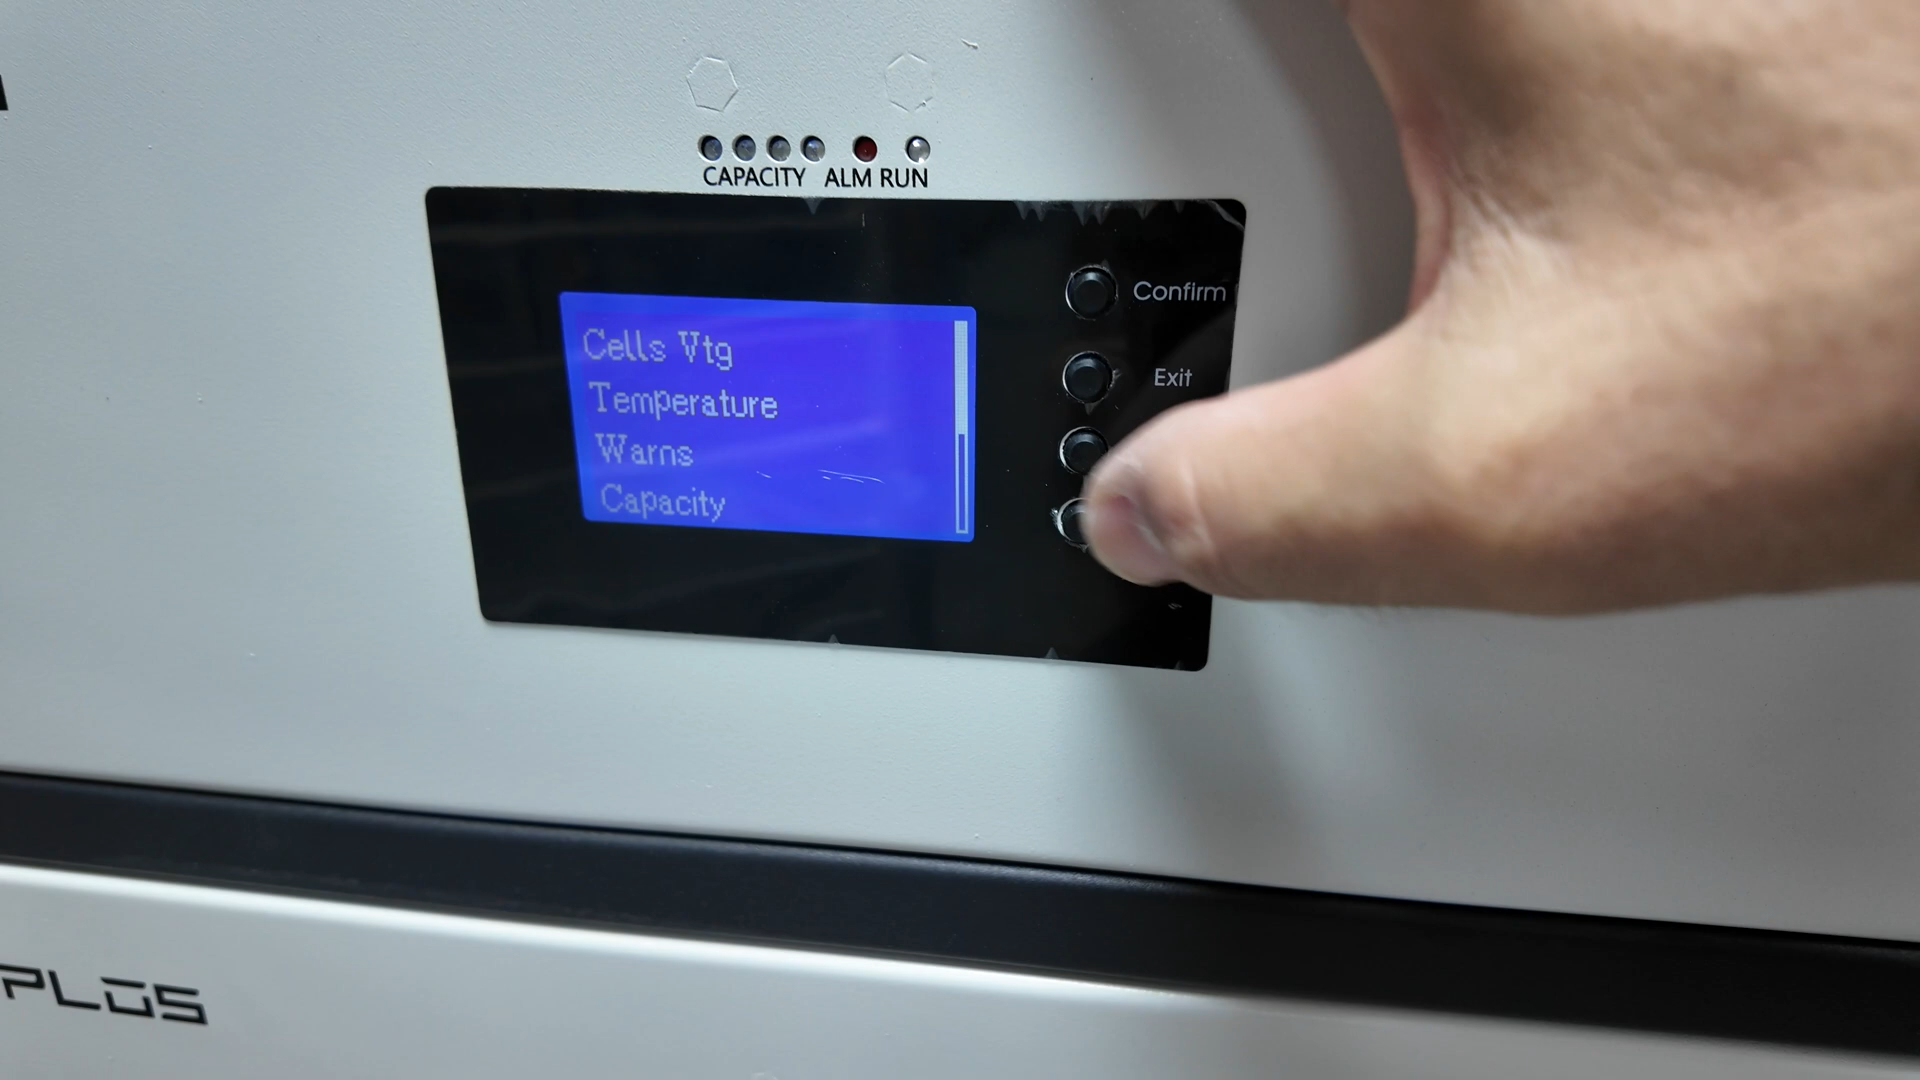 CAPACITY ALM RUN
Confirm
Exit
Cells Vtg
Temperature
Warns
Capacity
PLUS